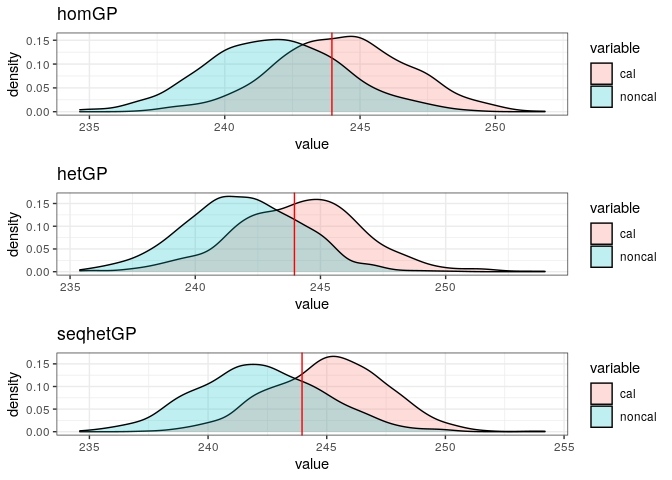 homGP
density
0.15
0.10
0.05
0.00
235 240 245 250
value
variable
cal
noncal
hetGP
density
0.15
0.10
0.05
0.00
235 240 245 250
value
variable
cal
noncal
seqhetGP
density
0.15
0.10
0.05
0.00
235 240 245 250 255
value
variable
cal
noncal